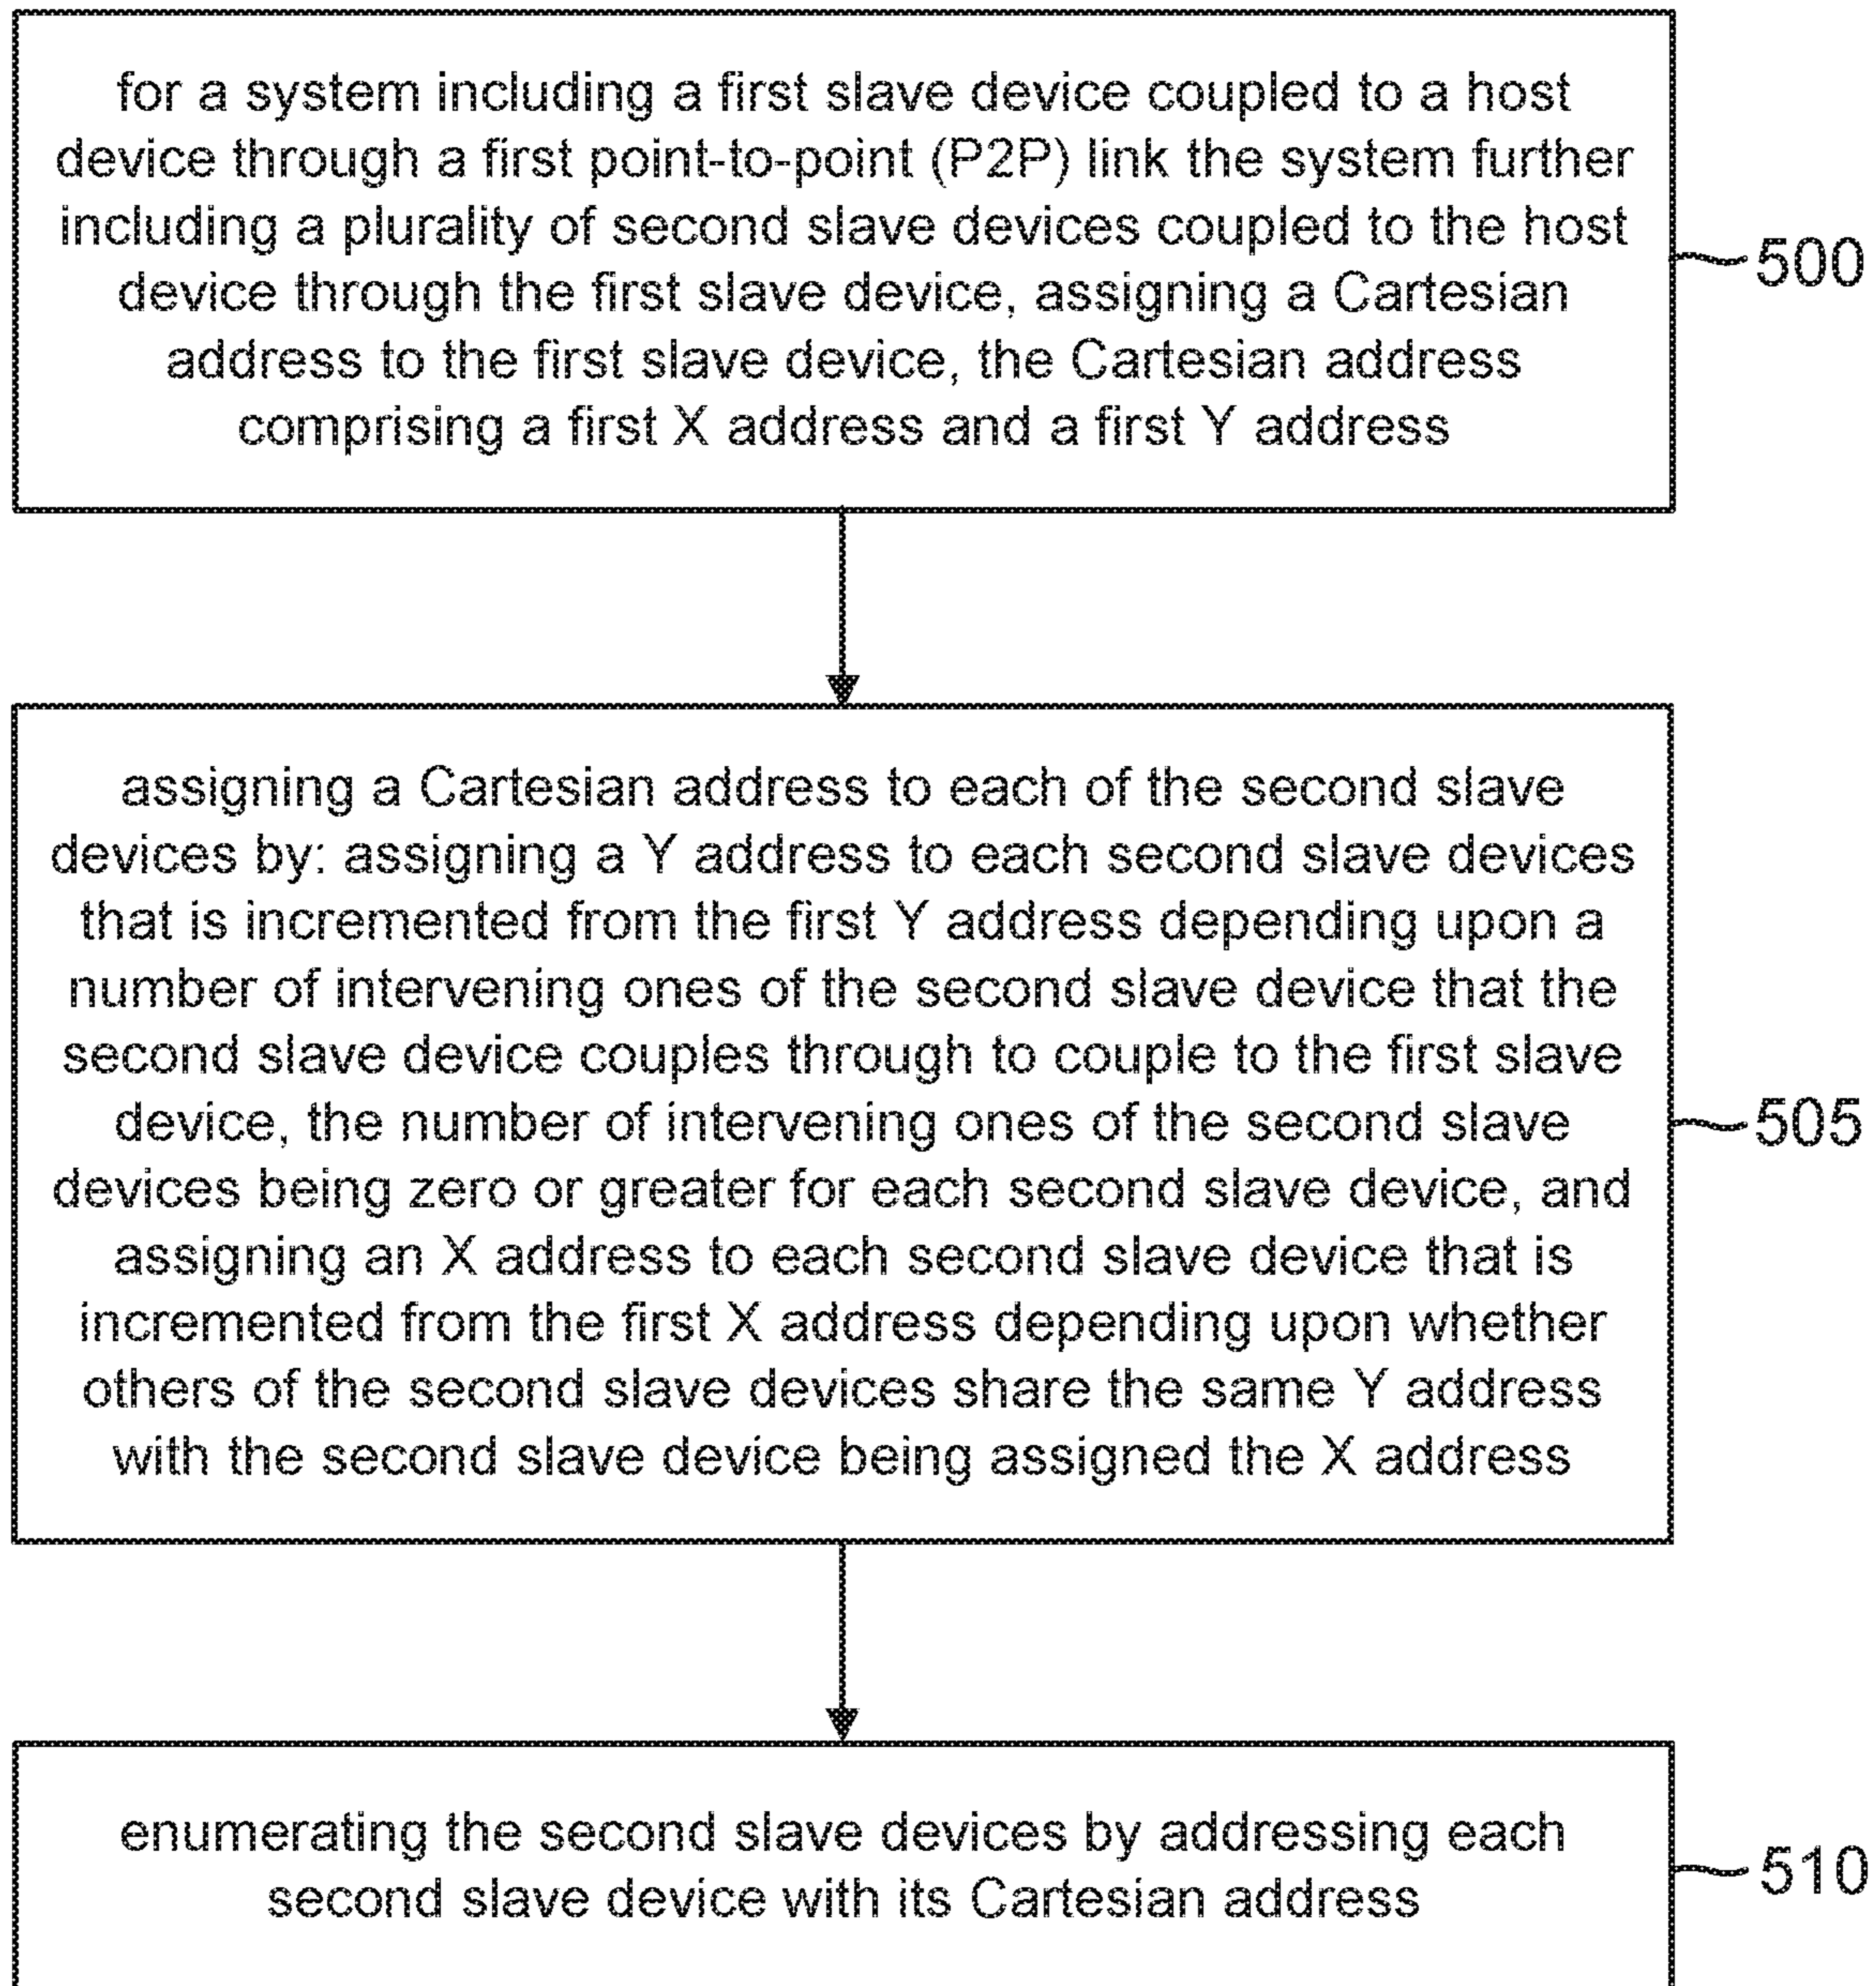 for a system including a first slave device coupled to a host
device through a first point-to-point (P2P) link the system further
including a plurality of second slave devices coupled to the host
device through the first slave device, assigning a Cartesian
address to the first slave device, the Cartesian address
comprising a first X address and a first Y address
500
assigning a Cartesian address to each of the second slave
devices by: assigning a Y address to each second slave devices
that is incremented from the first Y address depending upon a
number of intervening ones of the second slave device that the
second slave device couples through to couple to the first slave
device, the number of intervening ones of the second slave
devices being zero or greater for each second slave device, and
assigning an X address to each second slave device that is
incremented from the first X address depending upon whether
others of the second slave devices share the same Y address
with the second slave device being assigned the X address
505
enumerating the second slave devices by addressing each
second slave device with its Cartesian address
510